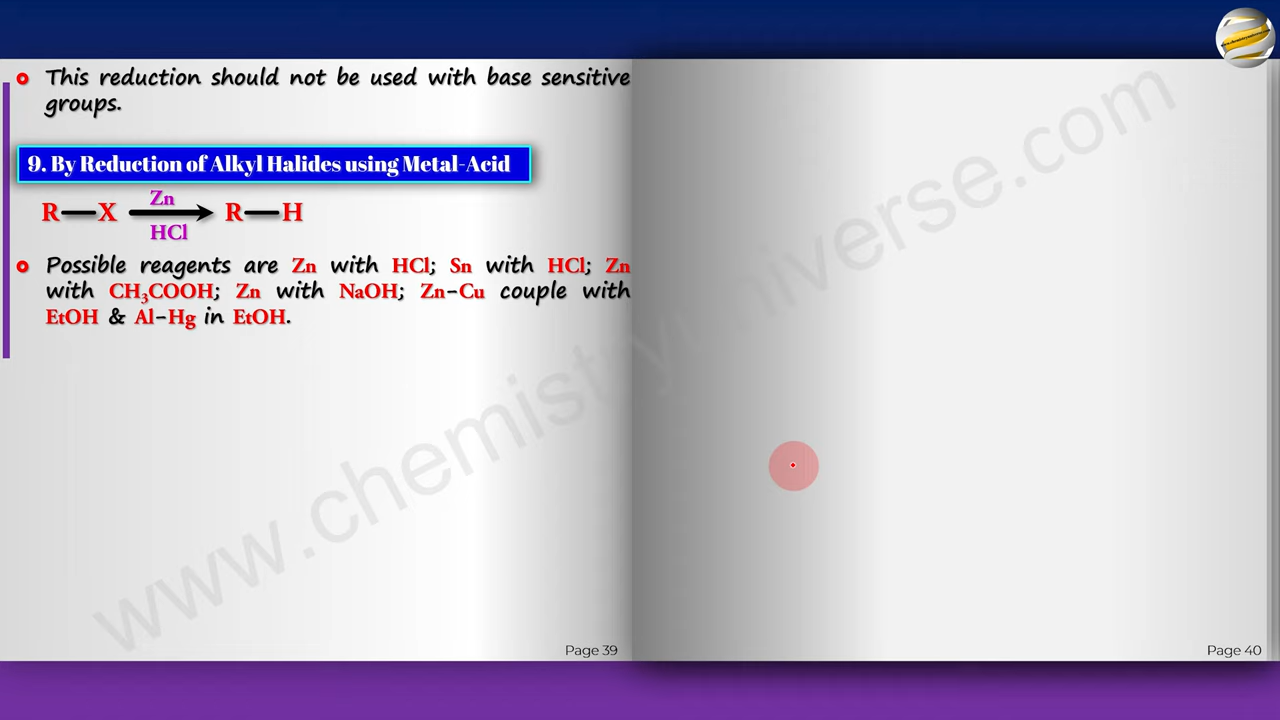 This reduction should not be used with base sensitive
groups.
9. By Reduction of Alkyl Halides using Metal-Acid
Zn
R—X → R—H
HCl
Possible reagents are Zn with HCl; Sn with HCl; Zn
with CH₃COOH; Zn with NaOH; Zn-Cu couple with
EtOH & Al-Hg in EtOH.
www.chemistryuniverse.com
Page 39
Page 40